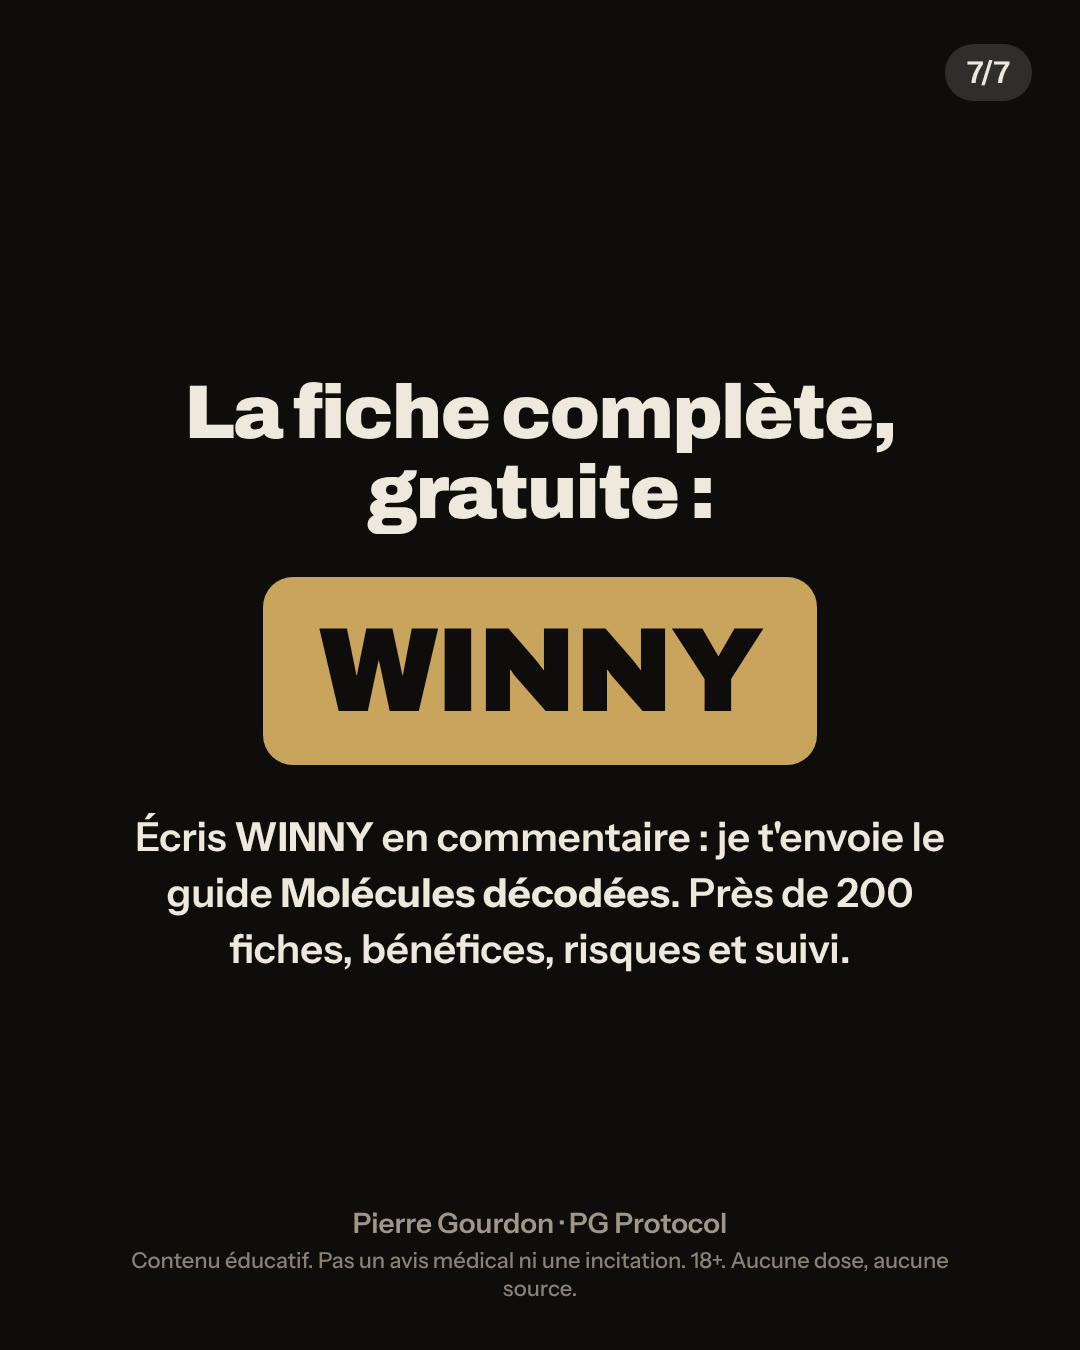 7/7
La fiche complète,
gratuite :
WINNY
Écris WINNY en commentaire : je t'envoie le
guide Molécules décodées. Près de 200
fiches, bénéfices, risques et suivi.
Pierre Gourdon · PG Protocol
Contenu éducatif. Pas un avis médical ni une incitation. 18+. Aucune dose, aucune
source.